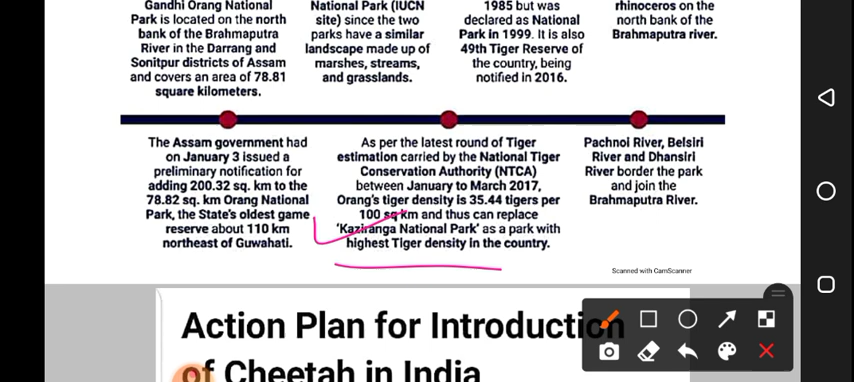 Gandhi Orang National
Park is located on the north
bank of the Brahmaputra
River in the Darrang and
Sonitpur districts of Assam
and covers an area of 78.81
square kilometers.
National Park (IUCN
site) since the two
parks have a similar
landscape made up of
marshes, streams,
and grasslands.
1985 but was
declared as National
Park in 1999. It is also
49th Tiger Reserve of
the country, being
notified in 2016.
rhinoceros on the
north bank of the
Brahmaputra river.
The Assam government had
on January 3 issued a
preliminary notification for
adding 200.32 sq. km to the
78.82 sq. km Orang National
Park, the State's oldest game
reserve about 110 km
northeast of Guwahati.
As per the latest round of Tiger
estimation carried by the National Tiger
Conservation Authority (NTCA)
between January to March 2017,
Orang's tiger density is 35.44 tigers per
100 sq km and thus can replace
'Kaziranga National Park' as a park with
highest Tiger density in the country.
Pachnoi River, Belsiri
River and Dhansiri
River border the park
and join the
Brahmaputra River.
Scanned with CamScanner
Action Plan for Introduction
of Cheetah in India